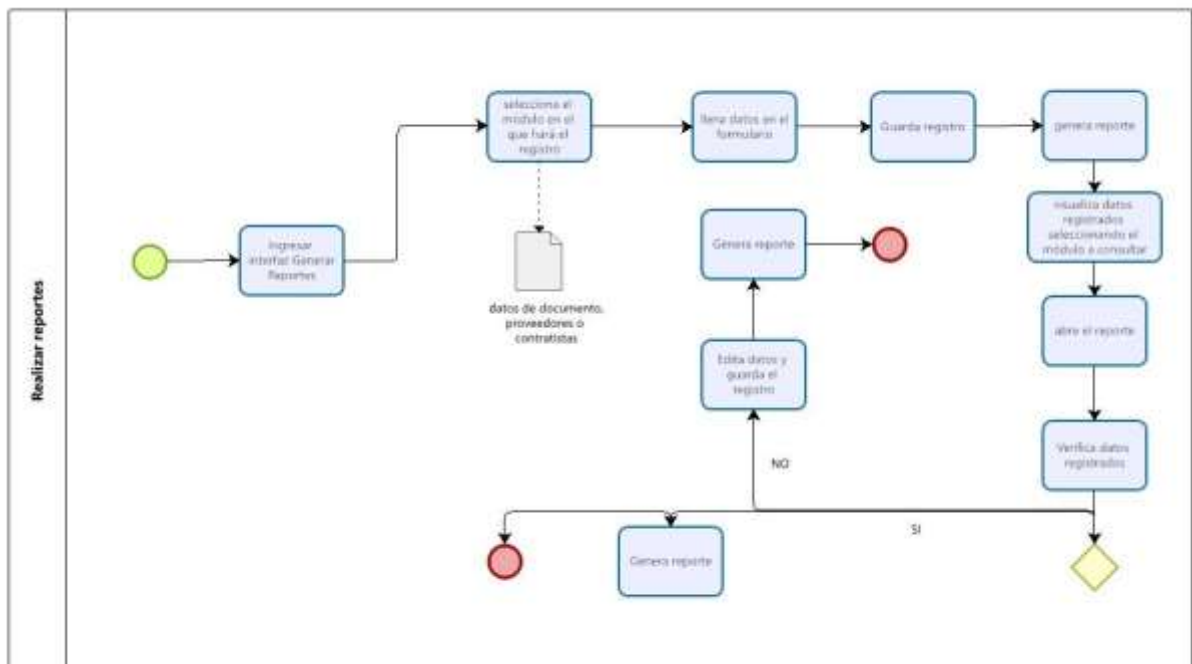 Realizar reportes
Ingresar
interfaz Generar
Reportes
selecciona el
módulo en el
que hará el
registro
datos de documento,
proveedores o
contratistas
llena datos en el
formulario
Guarda registro
genera reporte
visualiza datos
registrados
seleccionando el
módulo a consultar
abre el reporte
Verifica datos
registrados
SI
NO
Edita datos y
guarda el
registro
Genera reporte
Genero reporte